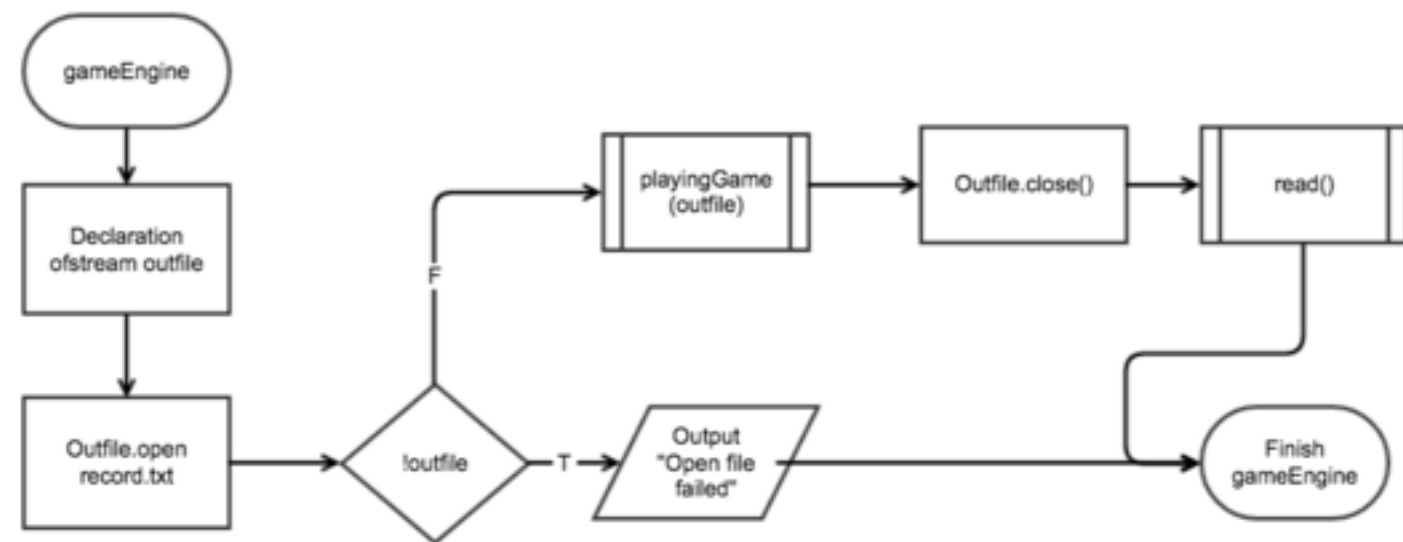 gameEngine
Declaration
ofstream outfile
Outfile.open
record.txt
!outfile
F
playingGame
(outfile)
Outfile.close()
read()
T
Output
"Open file
failed"
Finish
gameEngine